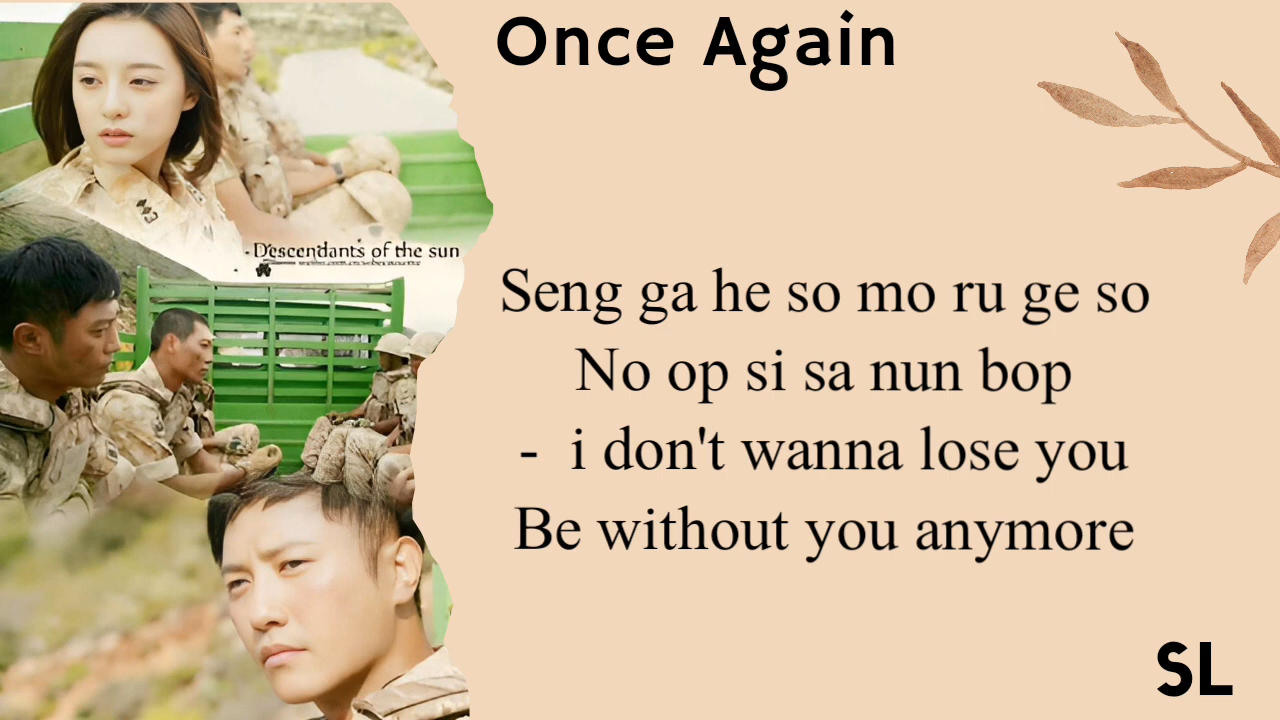 Once Again
-Descendants of the sun
Seng ga he so mo ru ge so
No op si sa nun bop
- i don't wanna lose you
Be without you anymore
SL